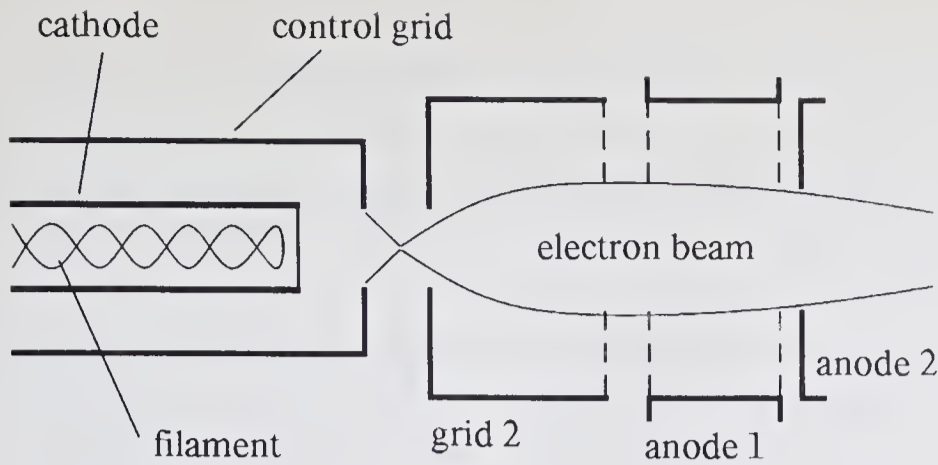 cathode
control grid
electron beam
anode 2
grid 2
anode 1
filament